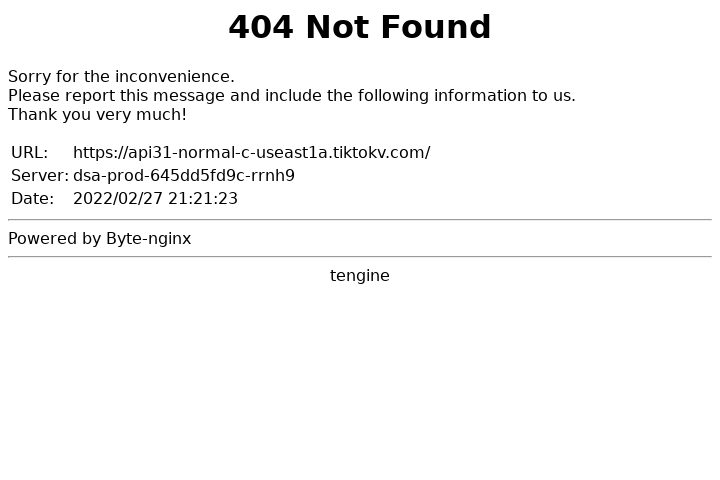 404 Not Found
Sorry for the inconvenience.
Please report this message and include the following information to us.
Thank you very much!
URL: https://api31-normal-c-useast1a.tiktokv.com/
Server: dsa-prod-645dd5fd9c-rrnh9
Date: 2022/02/27 21:21:23
Powered by Byte-nginx
tengine